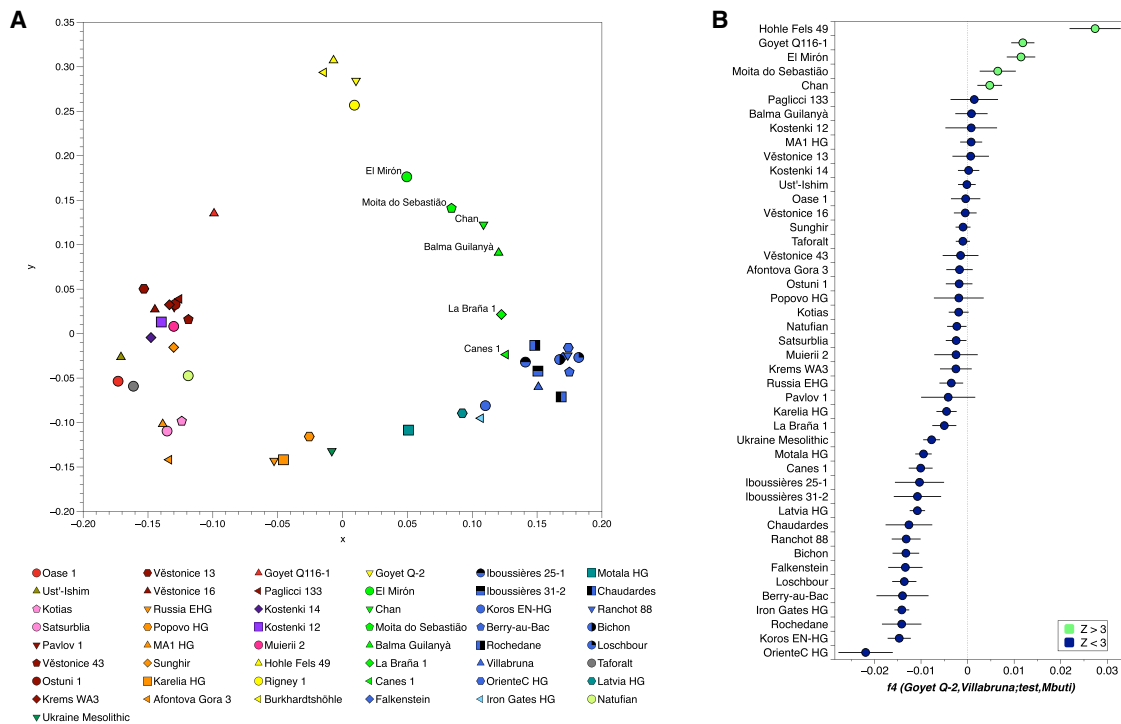 A
0.35
0.30
0.25
0.20
0.15
0.10
0.05
0
−0.05
−0.10
−0.15
−0.20
y
−0.20
−0.15
−0.10
−0.05
0
0.05
0.10
0.15
0.20
x
El Mirón
Moita do Sebastião
Chan
Balma Guilanyà
La Braña 1
Canes 1
Oase 1
Ust'-Ishim
Kotias
Satsurblia
Pavlov 1
Věstonice 43
Ostuni 1
Krems WA3
Ukraine Mesolithic
Věstonice 13
Věstonice 16
Russia EHG
Popovo HG
MA1 HG
Sunghir
Karelia HG
Afontova Gora 3
Goyet Q116-1
Paglicci 133
Kostenki 14
Kostenki 12
Muierii 2
Hohle Fels 49
Rigney 1
Burkhardtshöhle
Goyet Q-2
El Mirón
Chan
Moita do Sebastião
Balma Guilanyà
La Braña 1
Canes 1
Falkenstein
Iboussières 25-1
Iboussières 31-2
Koros EN-HG
Berry-au-Bac
Rochedane
Villabruna
OrienteC HG
Iron Gates HG
Motala HG
Chaudardes
Ranchot 88
Bichon
Loschbour
Taforalt
Latvia HG
Natufian
B
Hohle Fels 49
Goyet Q116-1
El Mirón
Moita do Sebastião
Chan
Paglicci 133
Balma Guilanyà
Kostenki 12
MA1 HG
Věstonice 13
Kostenki 14
Ust'-Ishim
Oase 1
Věstonice 16
Sunghir
Taforalt
Věstonice 43
Afontova Gora 3
Ostuni 1
Popovo HG
Kotias
Natufian
Satsurblia
Muierii 2
Krems WA3
Russia EHG
Pavlov 1
Karelia HG
La Braña 1
Ukraine Mesolithic
Motala HG
Canes 1
Iboussières 25-1
Iboussières 31-2
Latvia HG
Chaudardes
Ranchot 88
Bichon
Falkenstein
Loschbour
Berry-au-Bac
Iron Gates HG
Rochedane
Koros EN-HG
OrienteC HG
Z > 3
Z < 3
−0.02
−0.01
0
0.01
0.02
0.03
f4 (Goyet Q-2,Villabruna;test,Mbuti)